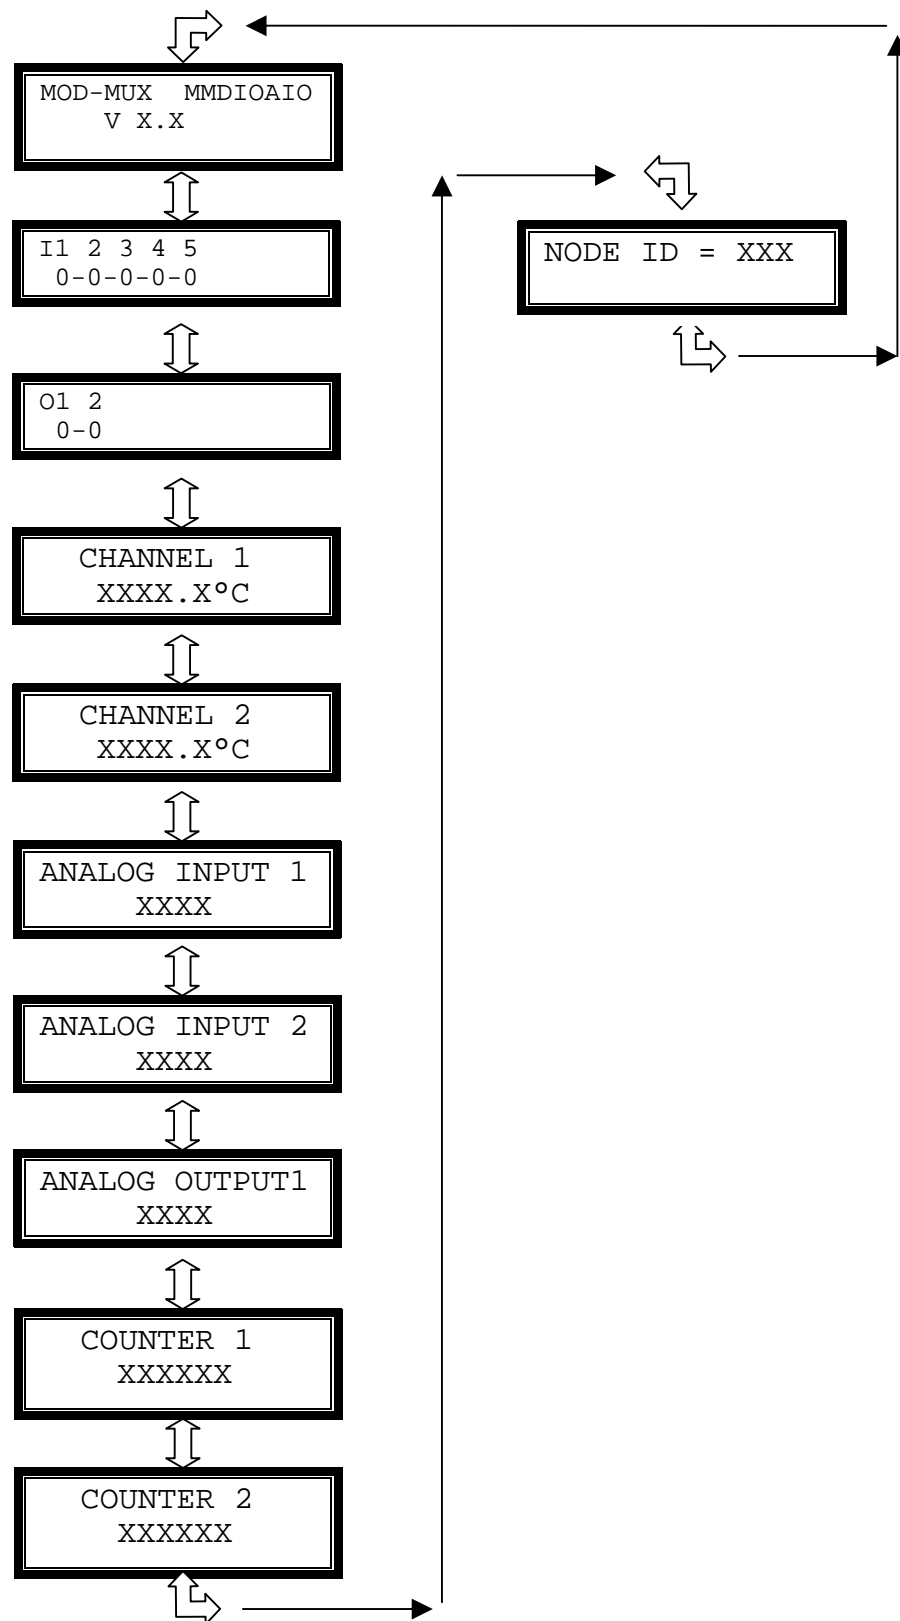 MOD-MUX  MMDIOAIO
V X.X
I1 2 3 4 5
0-0-0-0-0
O1 2
0-0
CHANNEL 1
XXXX.X°C
CHANNEL 2
XXXX.X°C
ANALOG INPUT 1
XXXX
ANALOG INPUT 2
XXXX
ANALOG OUTPUT1
XXXX
COUNTER 1
XXXXXX
COUNTER 2
XXXXXX
NODE ID = XXX